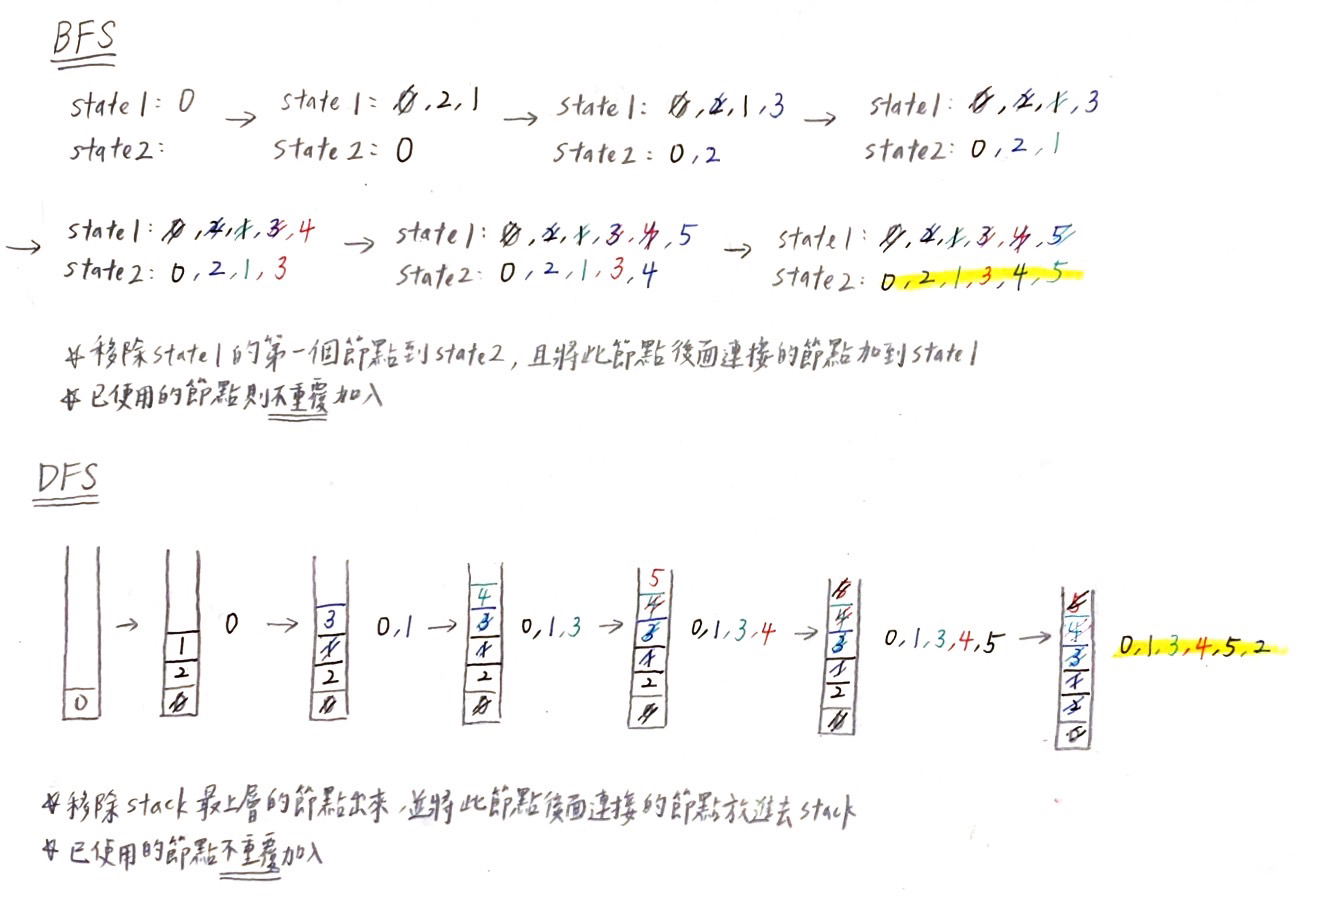 BFS
state1: 0 → state1: 0,2,1 → state1: 0,2,1,3 → state1: 0,2,1,3
state2: state2: 0 state2: 0,2 state2: 0,2,1
→ state1: 0,2,1,3,4 → state1: 0,2,1,3,4,5 → state1: 0,2,1,3,4,5
state2: 0,2,1,3 state2: 0,2,1,3,4 state2: 0,2,1,3,4,5
* 移除state1的第一個節點到state2,且將此節點後面連接的節點加到state1
* 已使用的節點則不重覆加入
DFS
0 → 1 2 0 0 → 3 1 2 0 0,1 → 4 3 1 2 0 0,1,3 → 5 4 3 1 2 0 0,1,3,4 → 5 4 3 1 2 0 0,1,3,4,5 → 5 4 3 1 2 0 0,1,3,4,5,2
* 移除stack最上層的節點出來,並將此節點後面連接的節點放進去stack
* 已使用的節點不重覆加入